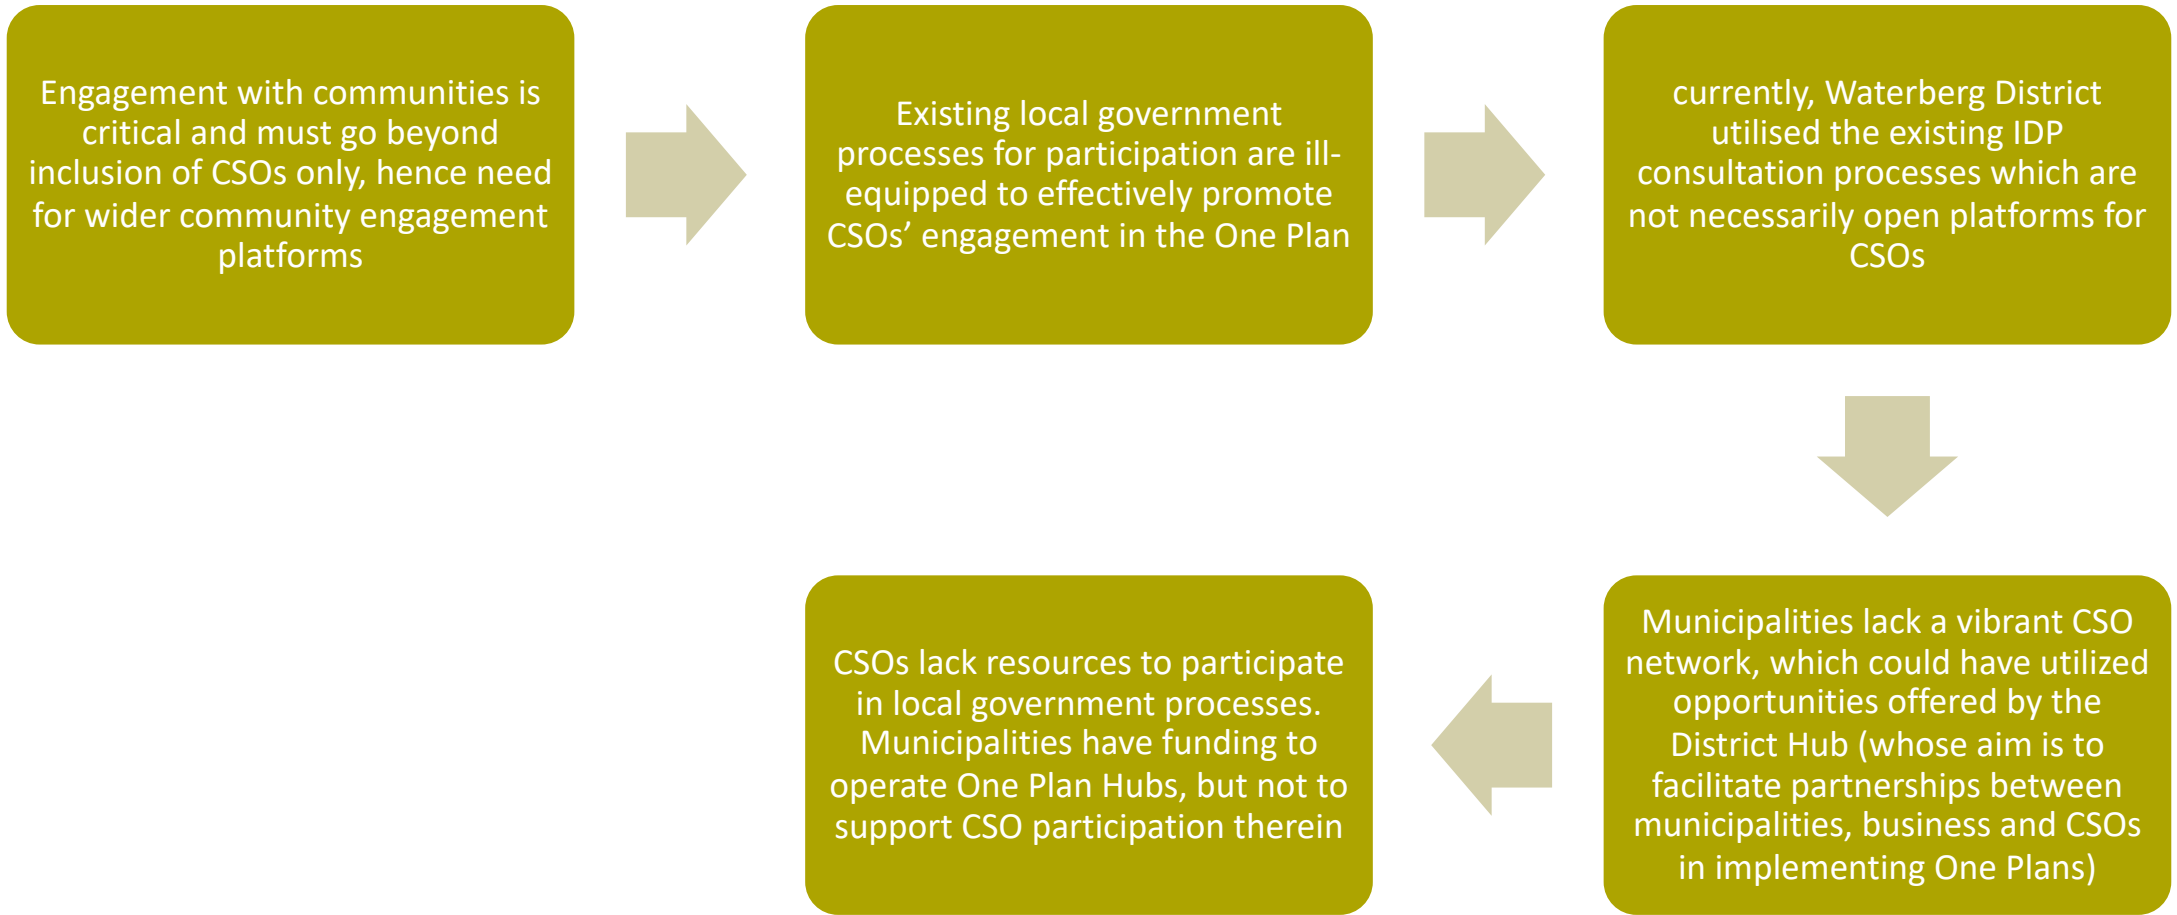 Engagement with communities is
critical and must go beyond
inclusion of CSOs only, hence need
for wider community engagement
platforms
Existing local government
processes for participation are ill-
equipped to effectively promote
CSOs’ engagement in the One Plan
currently, Waterberg District
utilised the existing IDP
consultation processes which are
not necessarily open platforms for
CSOs
Municipalities lack a vibrant CSO
network, which could have utilized
opportunities offered by the
District Hub (whose aim is to
facilitate partnerships between
municipalities, business and CSOs
in implementing One Plans)
CSOs lack resources to participate
in local government processes.
Municipalities have funding to
operate One Plan Hubs, but not to
support CSO participation therein